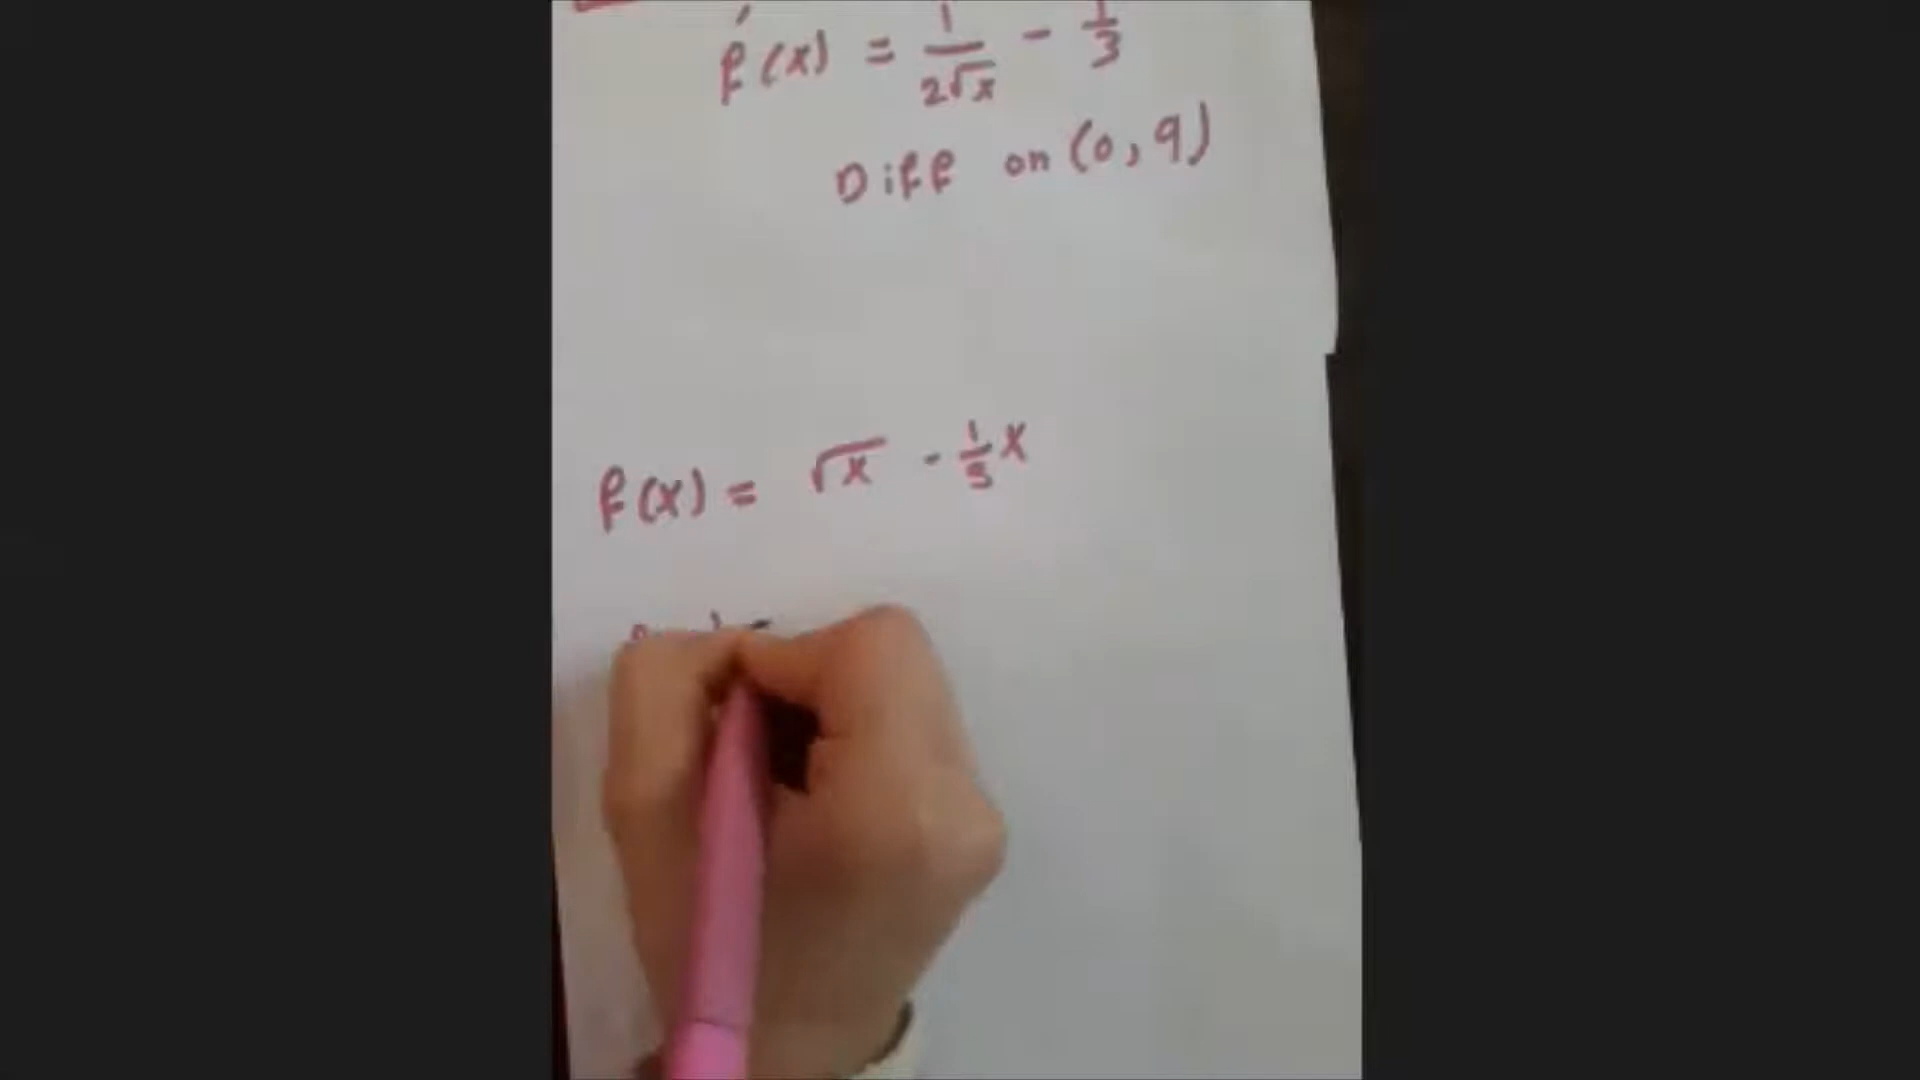 f'(x) = 1/(2√x) - 1/3
Diff on (0, 9)
f(x) = √x - 1/3 x